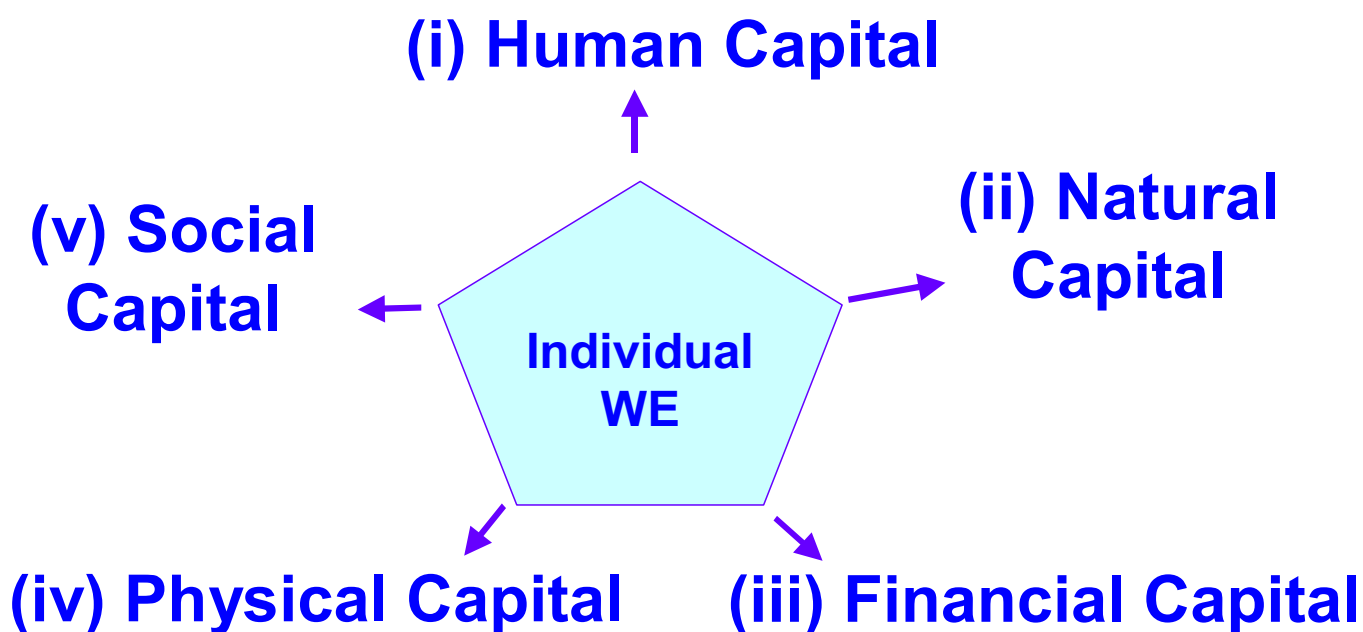 (i) Human Capital
(ii) Natural
Capital
(v) Social
Capital
Individual
WE
(iv) Physical Capital
(iii) Financial Capital